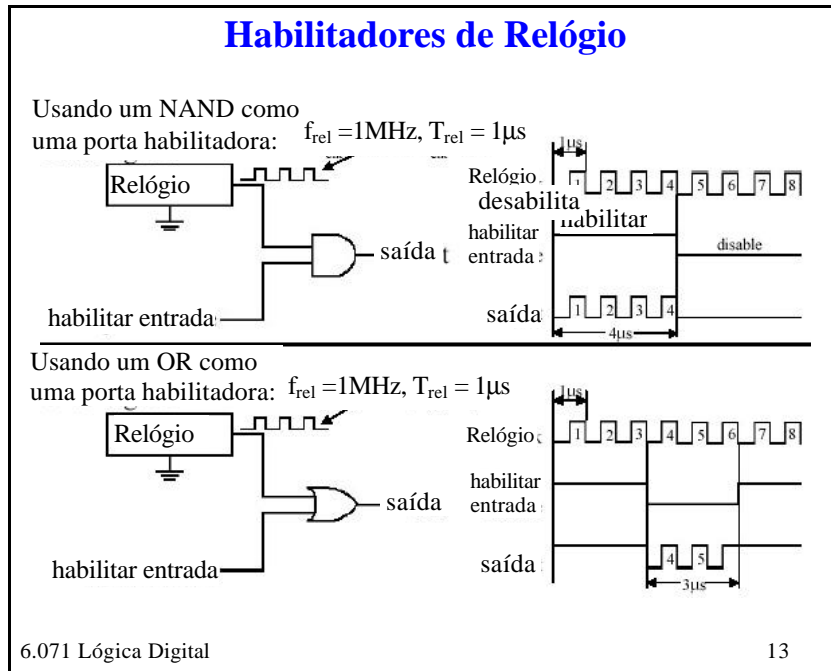 Habilitadores de Relógio
Usando um NAND como
uma porta habilitadora:
f_rel =1MHz, T_rel = 1μs
Relógio
saída
habilitar entrada
1μs
Relógio
1 2 3 4 5 6 7 8
desabilita
habilitar
habilitar
entrada
disable
saída
1 2 3 4
4μs
Usando um OR como
uma porta habilitadora:
f_rel =1MHz, T_rel = 1μs
Relógio
saída
habilitar entrada
1μs
Relógio
1 2 3 4 5 6 7 8
habilitar
entrada
saída
4 5
3μs
6.071 Lógica Digital
13